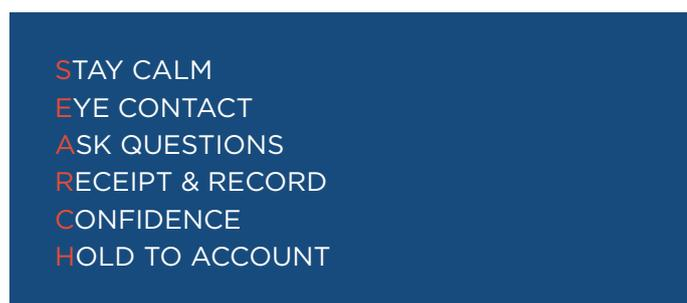 STAY CALM
EYE CONTACT
ASK QUESTIONS
RECEIPT & RECORD
CONFIDENCE
HOLD TO ACCOUNT